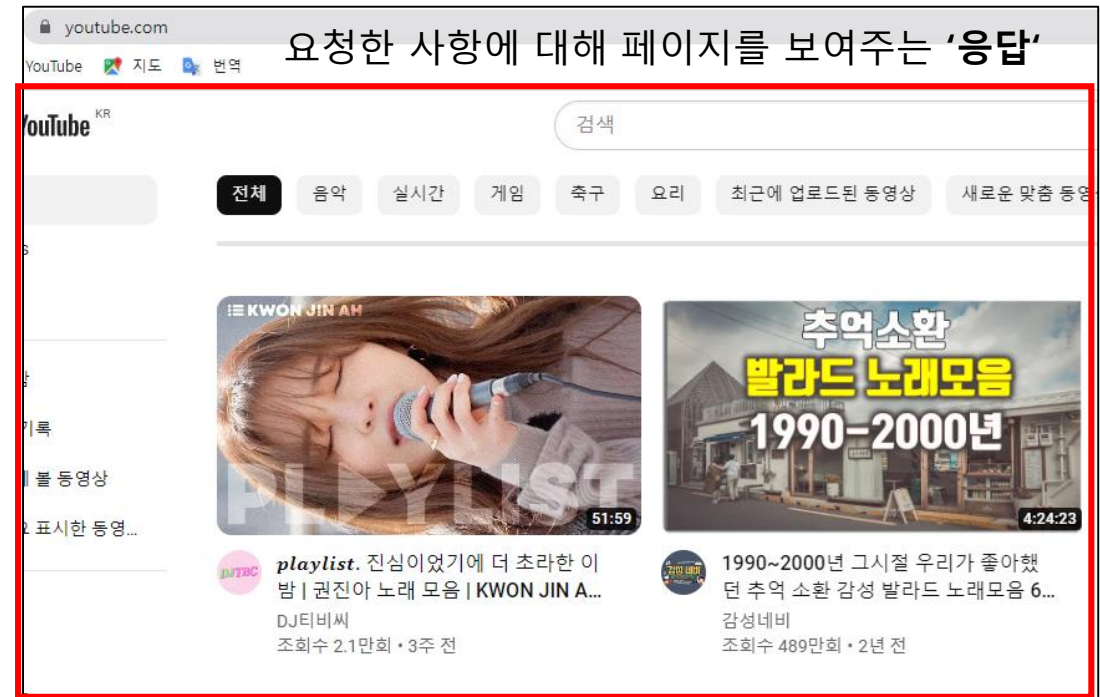 youtube.com
요청한 사항에 대해 페이지를 보여주는 ‘응답‘
YouTube 지도 번역
YouTube KR
검색
전체 음악 실시간 게임 축구 요리 최근에 업로드된 동영상 새로운 맞춤 동영
KWON JIN AH
PLAYLIST
51:59
추억소환
발라드 노래모음
1990-2000년
4:24:23
기록
볼 동영상
표시한 동영...
playlist. 진심이었기에 더 초라한 이
밤 | 권진아 노래 모음 | KWON JIN A...
DJ티비씨
조회수 2.1만회 • 3주 전
1990~2000년 그시절 우리가 좋아했
던 추억 소환 감성 발라드 노래모음 6...
감성네비
조회수 489만회 • 2년 전